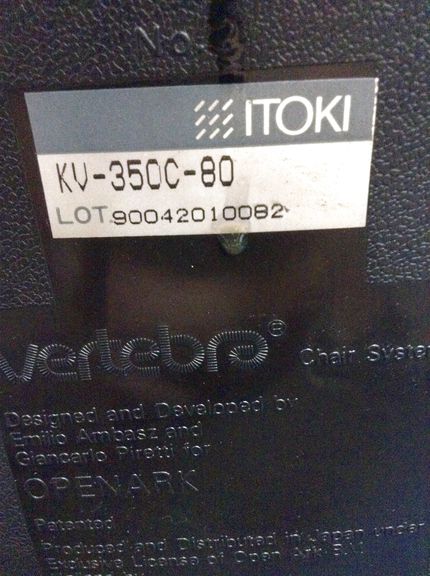 No.
ITOKI
KV-350C-80
LOT 90042010082
vertebra® Chair System
Designed and Developed by
Emilio Ambasz and
Giancarlo Piretti for
OPENARK
Patented
Produced and Distributed in Japan under
Exclusive License of Open Ark B.V.